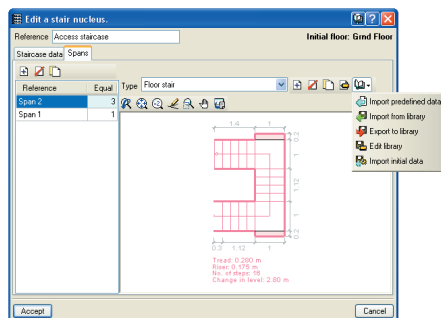 Edit a stair nucleus.
Reference Access staircase Initial floor: Grnd Floor
Staircase data Spans
Reference Equal
Span 2 3
Span 1 1
Type Floor stair
Import predefined data
Import from library
Export to library
Edit library
Import initial data
1.4 1
0.2
1
1.12
1
0.2
0.3 1.12 1
Tread: 0.280 m
Riser: 0.175 m
No. of steps: 16
Change in level: 2.80 m
Accept Cancel